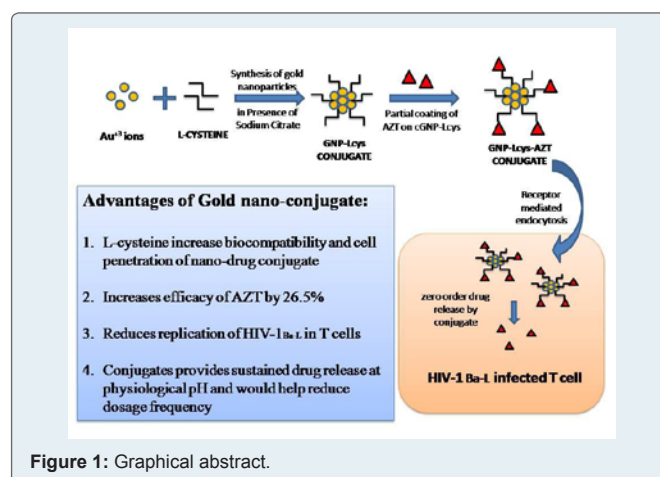 Synthesis of gold
nanoparticles
in Presence of
Sodium Citrate
Au+3 ions
L-CYSTEINE
GNP-Lcys
CONJUGATE
Partial coating of
AZT on cGNP-Lcys
GNP-Lcys-AZT
CONJUGATE
Receptor
mediated
endocytosis
Advantages of Gold nano-conjugate:
1. L-cysteine increase biocompatibility and cell
penetration of nano-drug conjugate
2. Increases efficacy of AZT by 26.5%
3. Reduces replication of HIV-1Ba-L in T cells
4. Conjugates provides sustained drug release at
physiological pH and would help reduce
dosage frequency
zero order drug
release by
conjugate
HIV-1 Ba-L infected T cell
Figure 1: Graphical abstract.